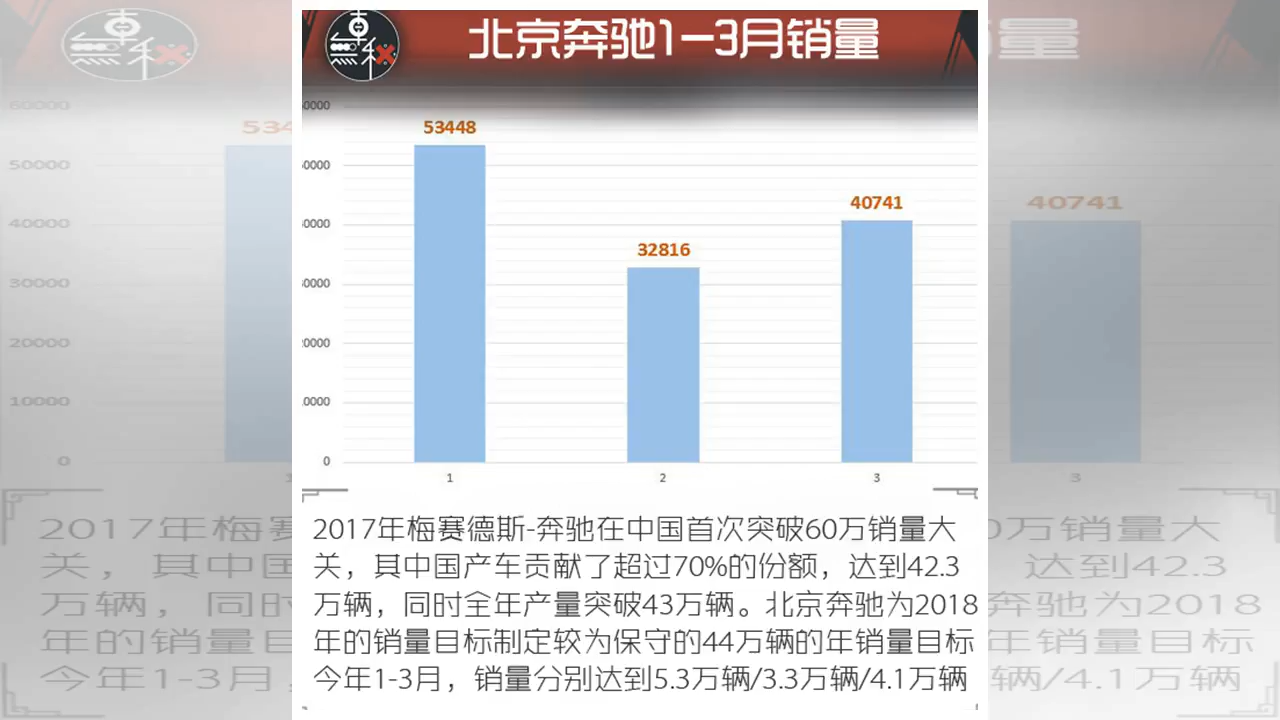 北京奔驰1-3月销量
60000
53448
50000
40741
40000
32816
30000
20000
10000
0
1
2
3
2017年梅赛德斯-奔驰在中国首次突破60万销量大
关，其中国产车贡献了超过70%的份额，达到42.3
万辆，同时全年产量突破43万辆。北京奔驰为2018
年的销量目标制定较为保守的44万辆的年销量目标
今年1-3月，销量分别达到5.3万辆/3.3万辆/4.1万辆